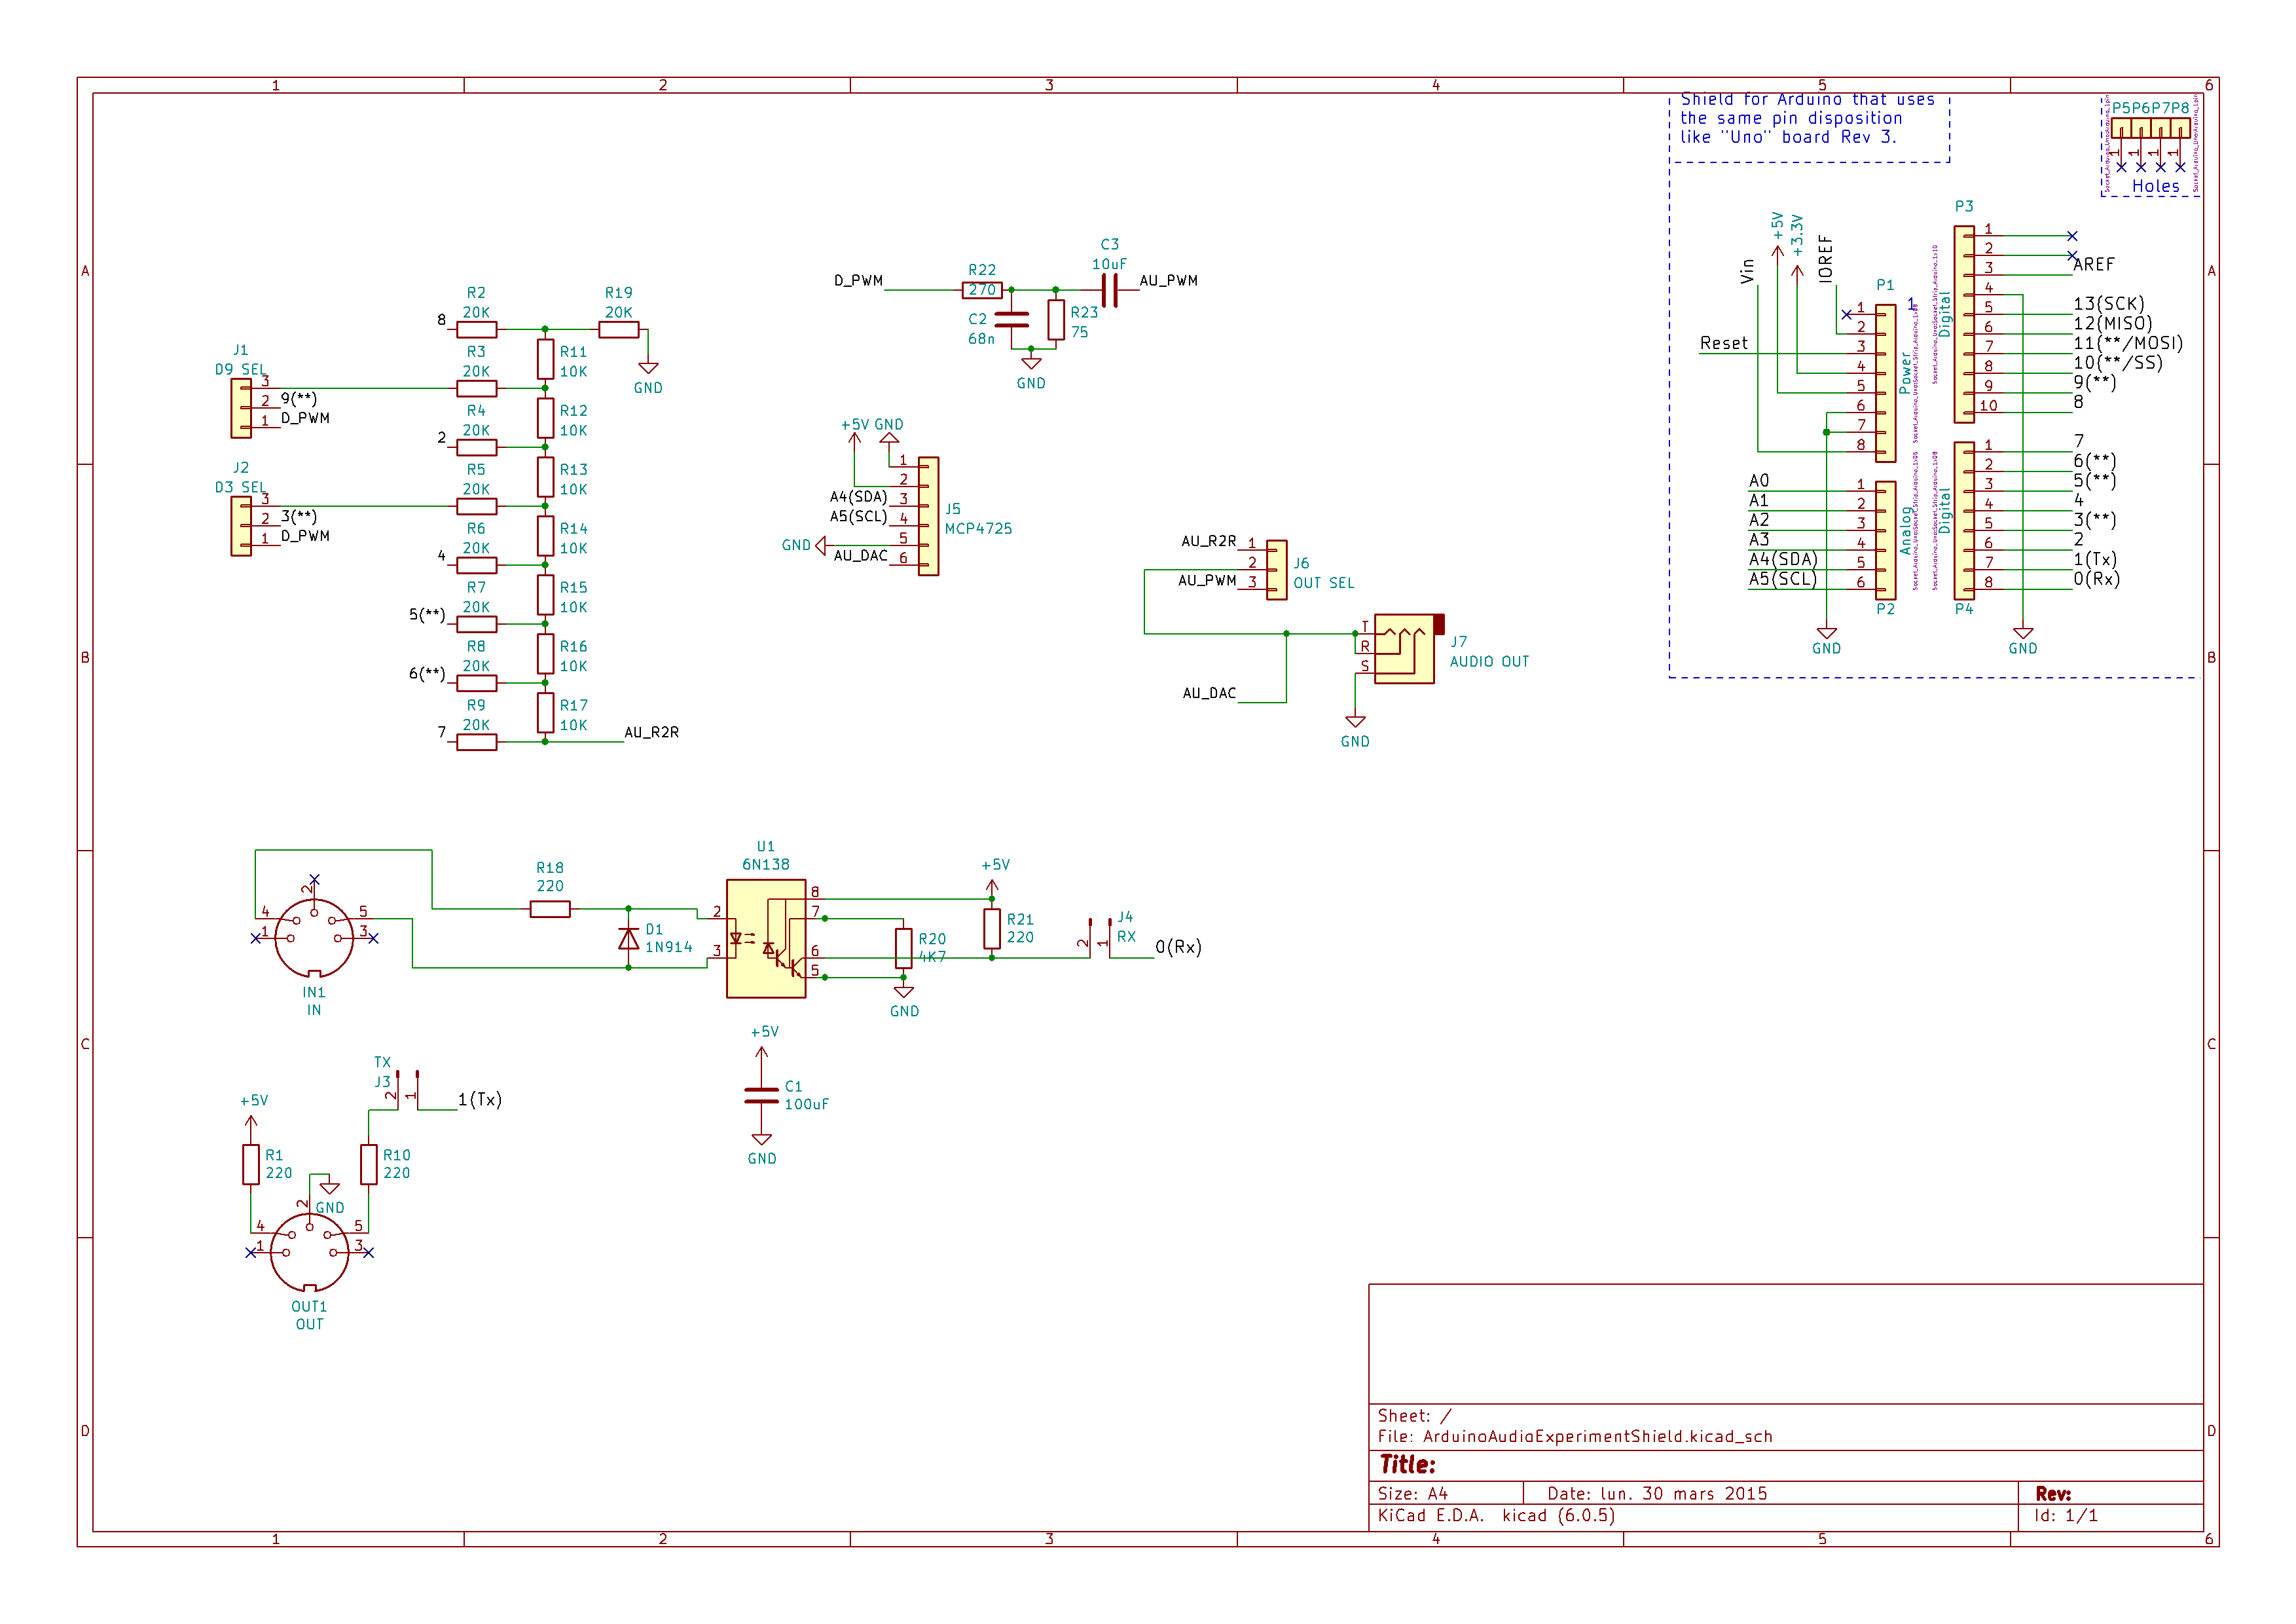 1 2 3 4 5 6
Shield for Arduino that uses
the same pin disposition
like "Uno" board Rev 3.
P5P6P7P8
1 1 1 1
Holes
A
B
C
D
R2
20K
8
R19
20K
GND
R3
20K
R4
20K
2
R5
20K
R6
20K
4
R7
20K
5(**)
R8
20K
6(**)
R9
20K
7
R11
10K
R12
10K
R13
10K
R14
10K
R15
10K
R16
10K
R17
10K
AU_R2R
J1
D9 SEL
3
2 9(**)
1 D_PWM
J2
D3 SEL
3
2 3(**)
1 D_PWM
D_PWM
R22
270
C3
10uF
AU_PWM
C2
68n
R23
75
GND
+5V GND
1
2
A4(SDA) 3
A5(SCL) 4
GND 5
AU_DAC 6
J5
MCP4725
AU_R2R 1
2
AU_PWM 3
J6
OUT SEL
AU_DAC
T
R
S
J7
AUDIO OUT
GND
Vin
+5V
+3.3V
IOREF
Reset
P1
Power
1
1
2
3
4
5
6
7
8
A0 1
A1 2
A2 3
A3 4
A4(SDA) 5
A5(SCL) 6
Analog
P2
GND
P3
Digital
1
2
3 AREF
4
5 13(SCK)
6 12(MISO)
7 11(**/MOSI)
8 10(**/SS)
9 9(**)
10 8
Digital
1 7
2 6(**)
3 5(**)
4 4
5 3(**)
6 2
7 1(Tx)
8 0(Rx)
P4
GND
2
4 5
1 3
IN1
IN
R18
220
D1
1N914
U1
6N138
2
3
8
7
6
5
R20
4K7
GND
+5V
R21
220
J4
RX
2 1
0(Rx)
+5V
C1
100uF
GND
TX
J3
2 1
1(Tx)
+5V
R1
220
R10
220
GND
2
4 5
1 3
OUT1
OUT
Sheet: /
File: ArduinoAudioExperimentShield.kicad_sch
Title:
Size: A4 Date: lun. 30 mars 2015 Rev:
KiCad E.D.A. kicad (6.0.5) Id: 1/1
A
B
C
D
1 2 3 4 5 6